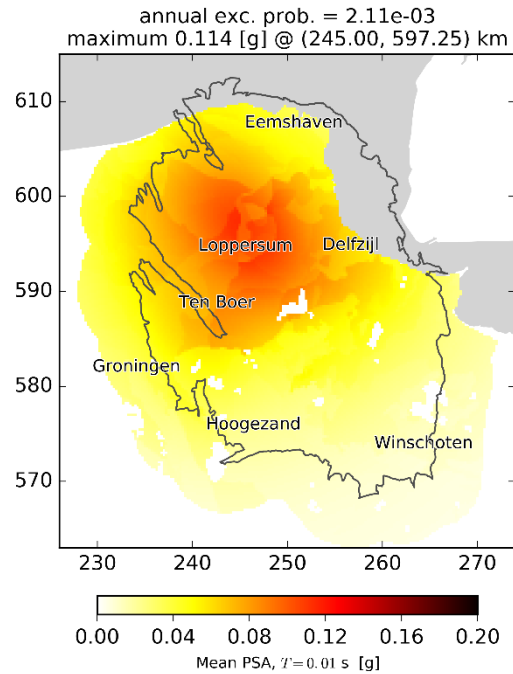 annual exc. prob. = 2.11e-03
maximum 0.114 [g] @ (245.00, 597.25) km
610
Eemshaven
600
Loppersum
Delfzijl
590
Ten Boer
Groningen
580
Hoogezand
Winschoten
570
230
240
250
260
270
0.00
0.04
0.08
0.12
0.16
0.20
Mean PSA, T=0.01 s [g]